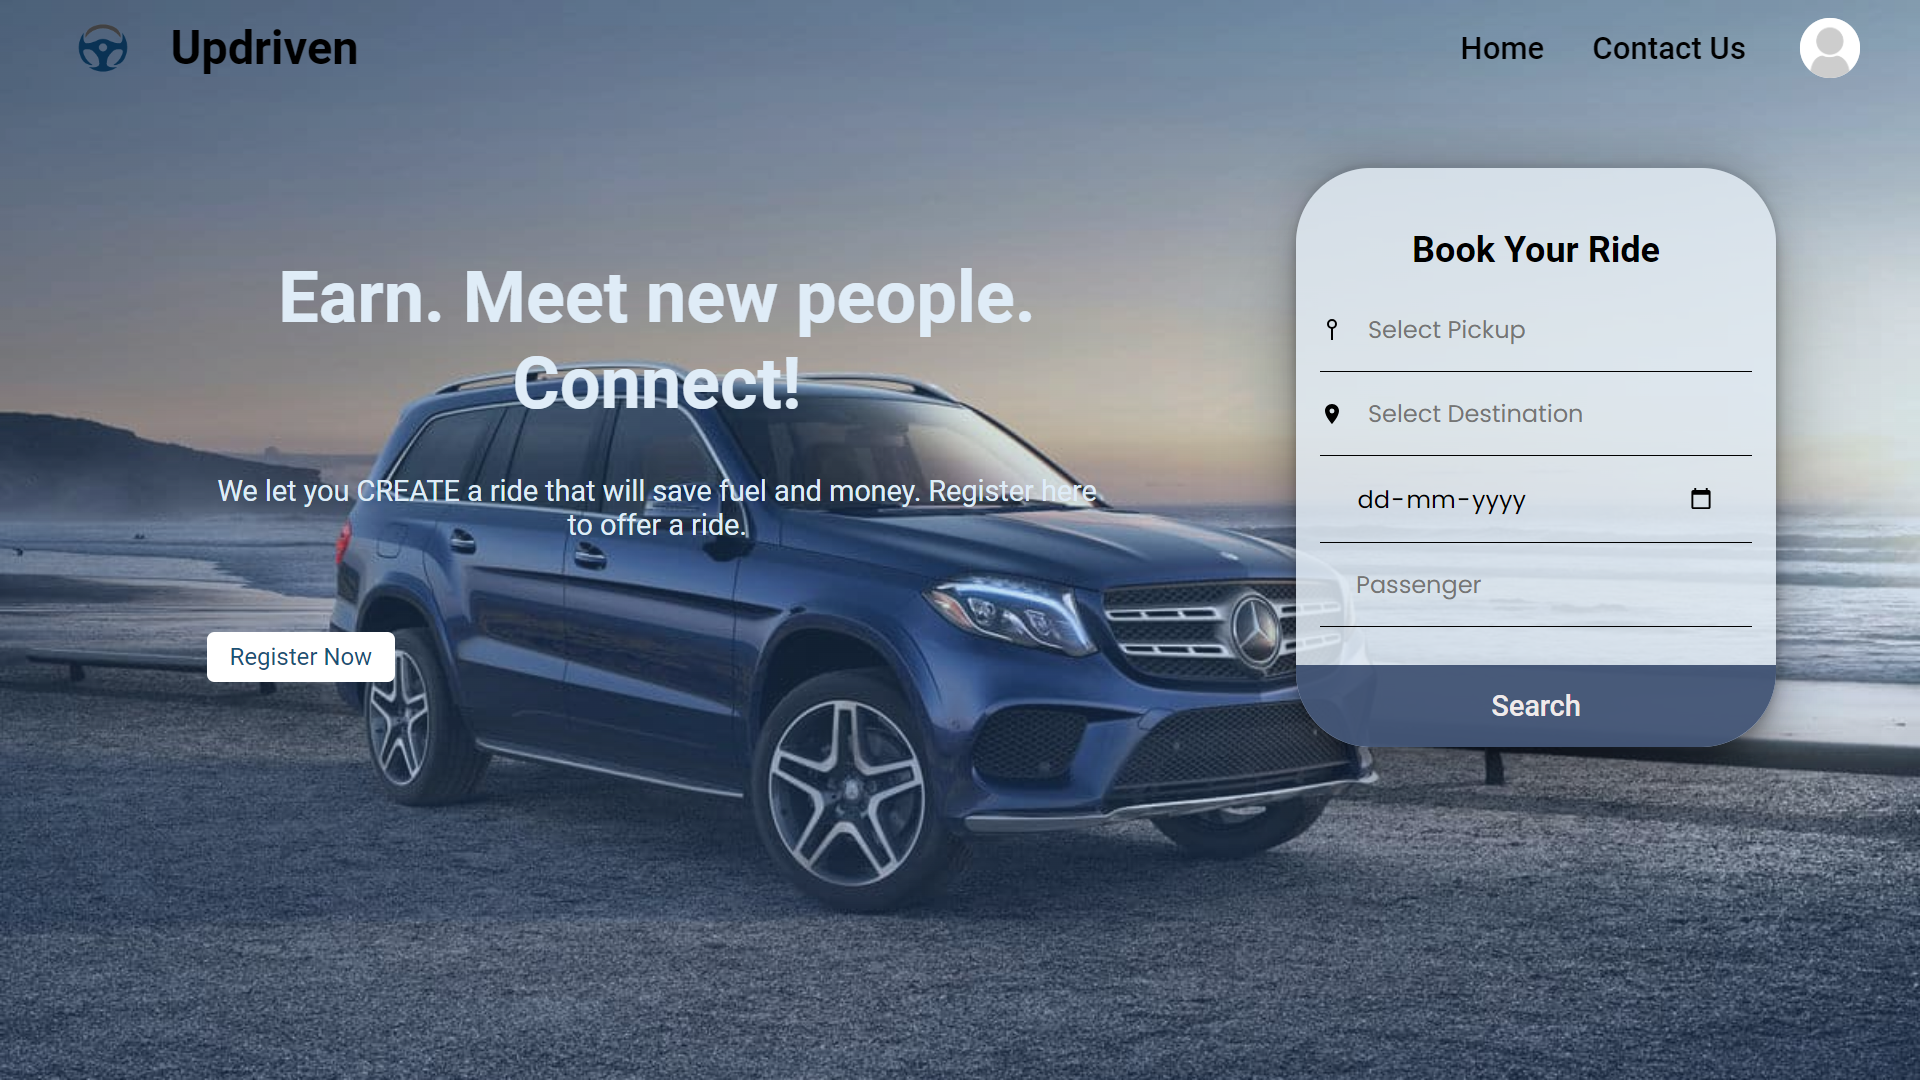 Updriven
Home
Contact Us
Earn. Meet new people.
Connect!
We let you CREATE a ride that will save fuel and money. Register here
to offer a ride.
Register Now
Book Your Ride
Select Pickup
Select Destination
dd-mm-yyyy
Passenger
Search